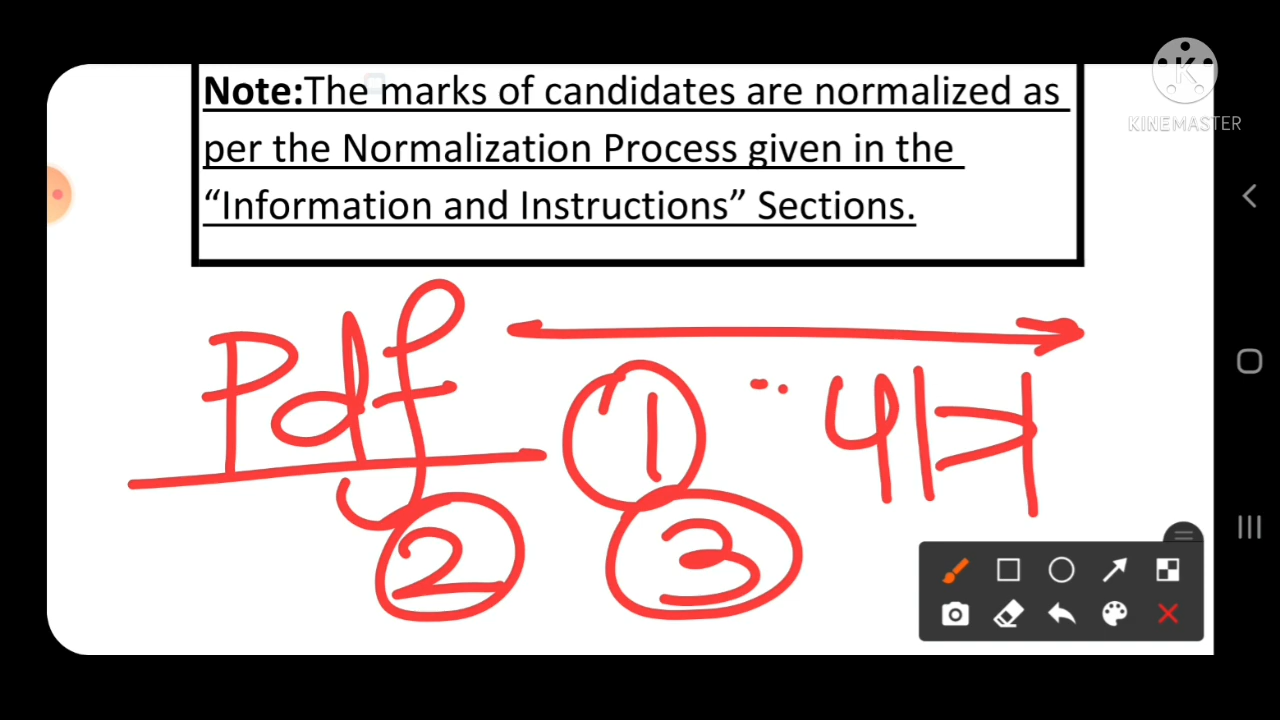 Note:The marks of candidates are normalized as
per the Normalization Process given in the
“Information and Instructions” Sections.
KINEMASTER
Pdf
1
2
3